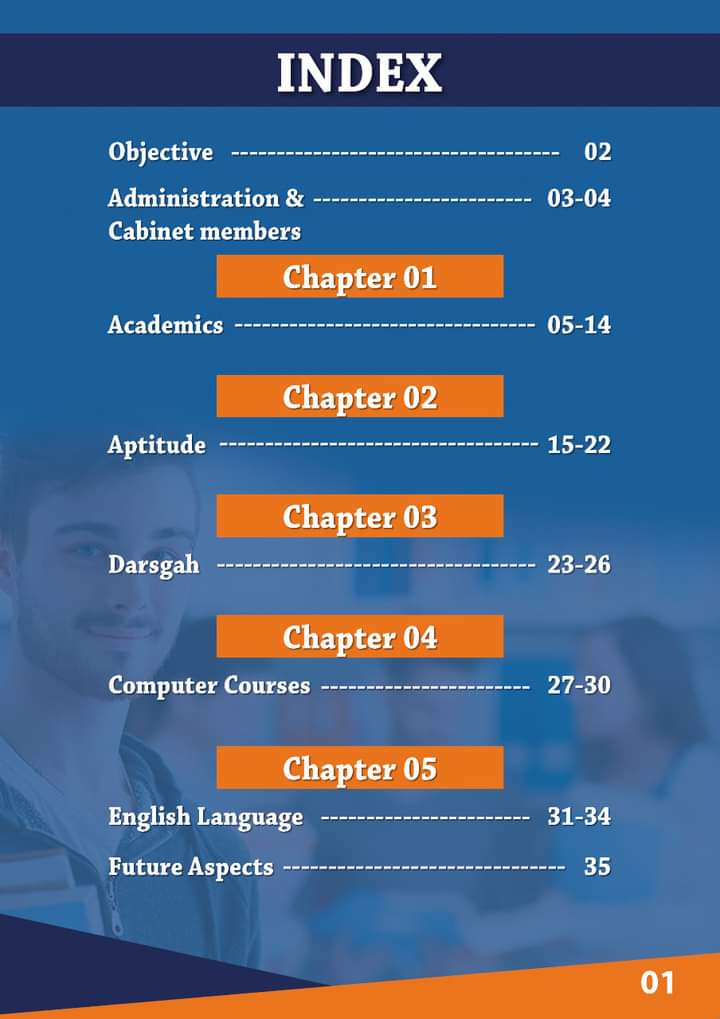 INDEX
Objective ------------------------------------ 02
Administration & ------------------------ 03-04
Cabinet members
Chapter 01
Academics --------------------------------- 05-14
Chapter 02
Aptitude ----------------------------------- 15-22
Chapter 03
Darsgah ----------------------------------- 23-26
Chapter 04
Computer Courses ----------------------- 27-30
Chapter 05
English Language ----------------------- 31-34
Future Aspects ------------------------------- 35
01